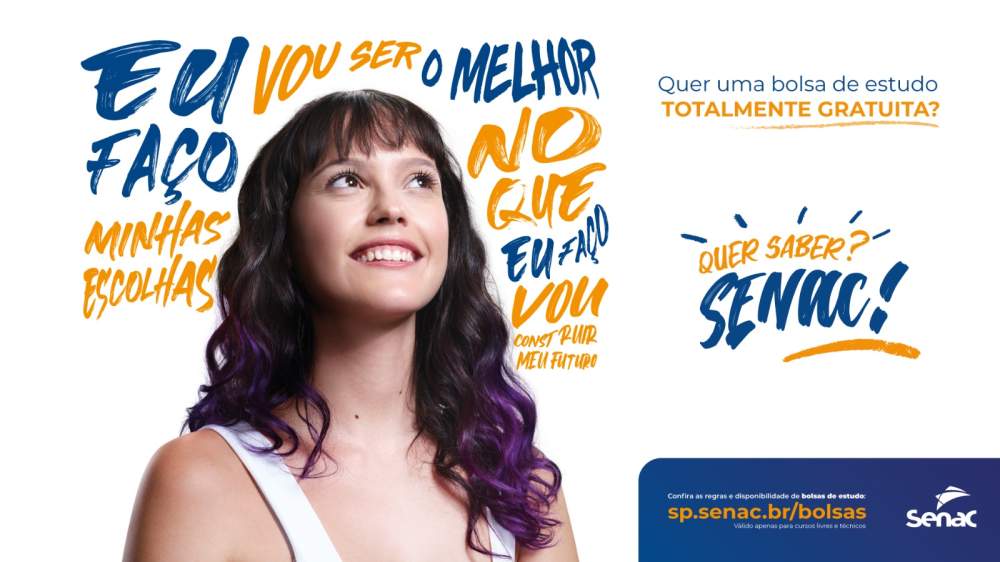 EU
FAÇO
MINHAS
ESCOLHAS
VOU SER O MELHOR
NO
QUE
EU FAÇO
VOU
CONSTRUIR
MEU FUTURO
Quer uma bolsa de estudo
TOTALMENTE GRATUITA?
QUER SABER?
SENAC!
Confira as regras e disponibilidade de bolsas de estudo:
sp.senac.br/bolsas
Válido apenas para cursos livres e técnicos
Senac